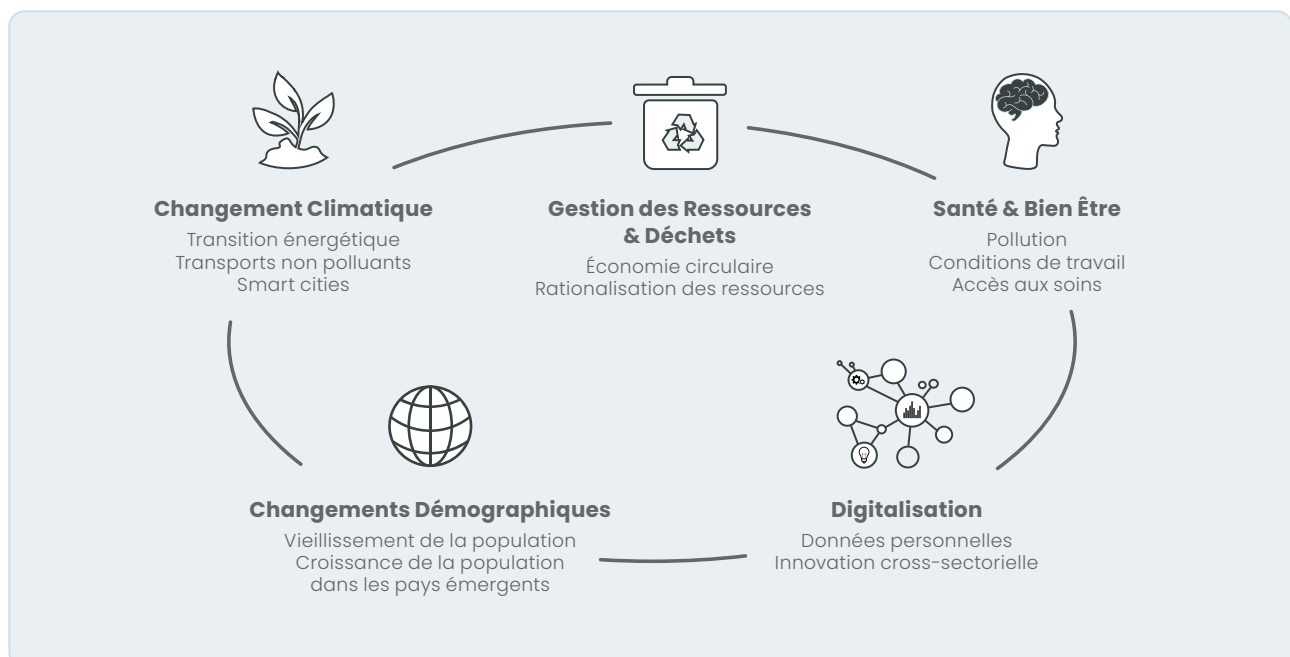 Changement Climatique
Transition énergétique
Transports non polluants
Smart cities
Gestion des Ressources
& Déchets
Économie circulaire
Rationalisation des ressources
Santé & Bien Être
Pollution
Conditions de travail
Accès aux soins
Changements Démographiques
Vieillissement de la population
Croissance de la population
dans les pays émergents
Digitalisation
Données personnelles
Innovation cross-sectorielle